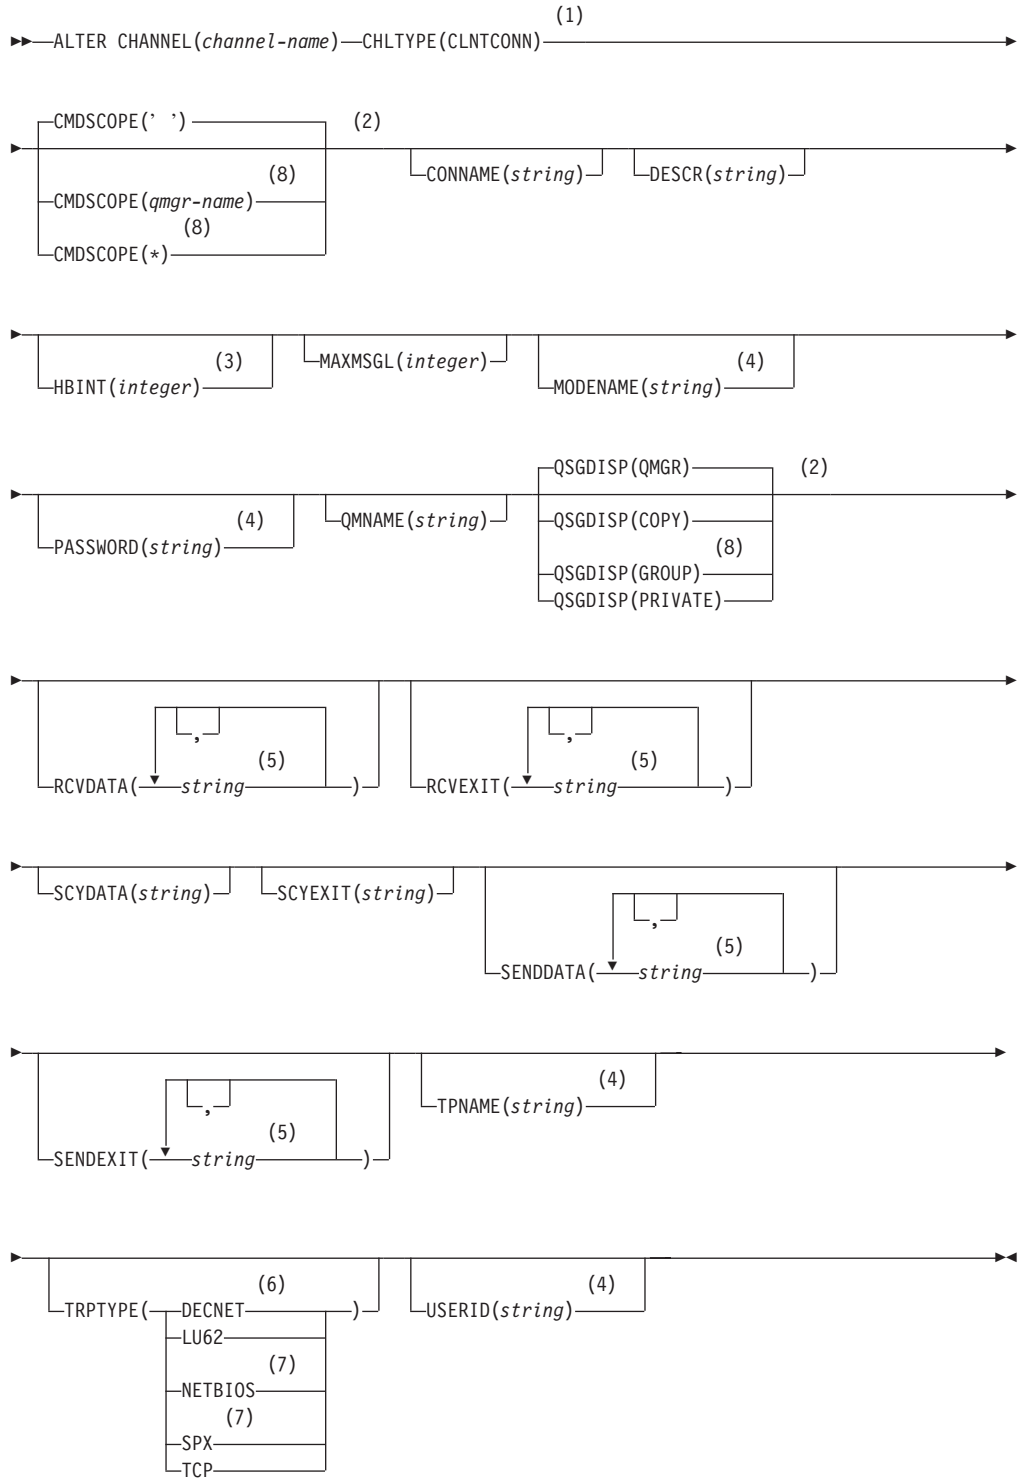 (1)
ALTER CHANNEL(channel-name) CHLTYPE(CLNTCONN)
CMDSCOPE(' ') (2)
CONNAME(string) DESCR(string)
(8)
CMDSCOPE(qmgr-name)
(8)
CMDSCOPE(*)
(3) MAXMSGL(integer) (4)
HBINT(integer) MODENAME(string)
QSGDISP(QMGR) (2)
(4) QMNAME(string) QSGDISP(COPY)
PASSWORD(string) (8)
QSGDISP(GROUP)
QSGDISP(PRIVATE)
, ,
(5) (5)
RCVDATA( string ) RCVEXIT( string )
SCYDATA(string) SCYEXIT(string)
,
(5)
SENDDATA( string )
,
(4)
TPNAME(string)
(5)
SENDEXIT( string )
(6) (4)
TRPTYPE( DECNET ) USERID(string)
LU62
(7)
NETBIOS
(7)
SPX
TCP